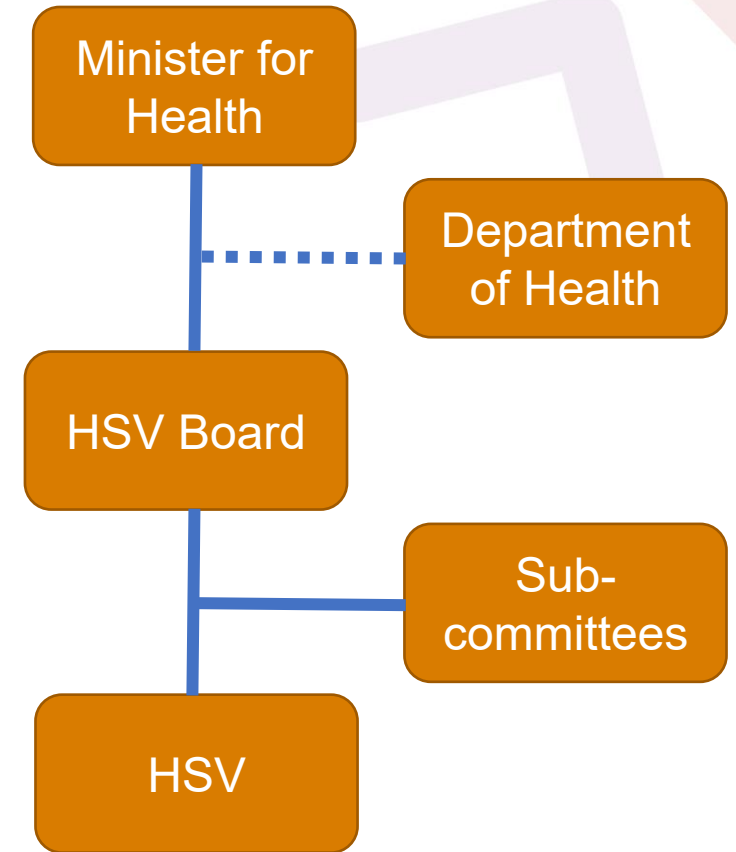 Minister for
Health
Department
of Health
HSV Board
Sub-
committees
HSV